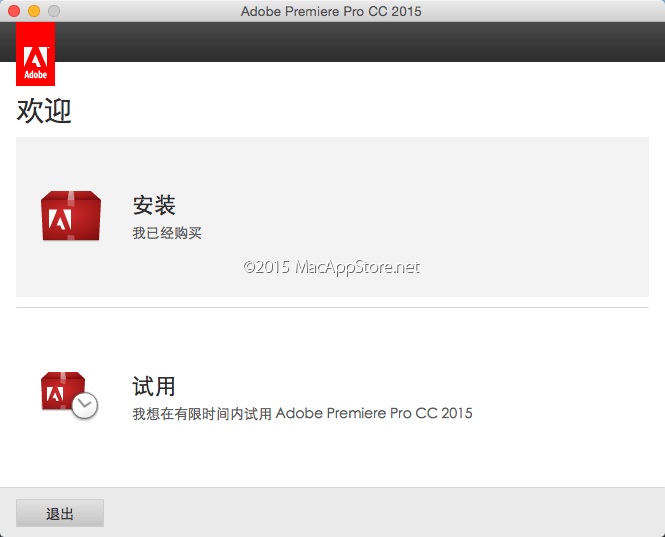 Adobe Premiere Pro CC 2015
Adobe
欢迎
安装
我已经购买
©2015 MacAppStore.net
试用
我想在有限时间内试用 Adobe Premiere Pro CC 2015
退出